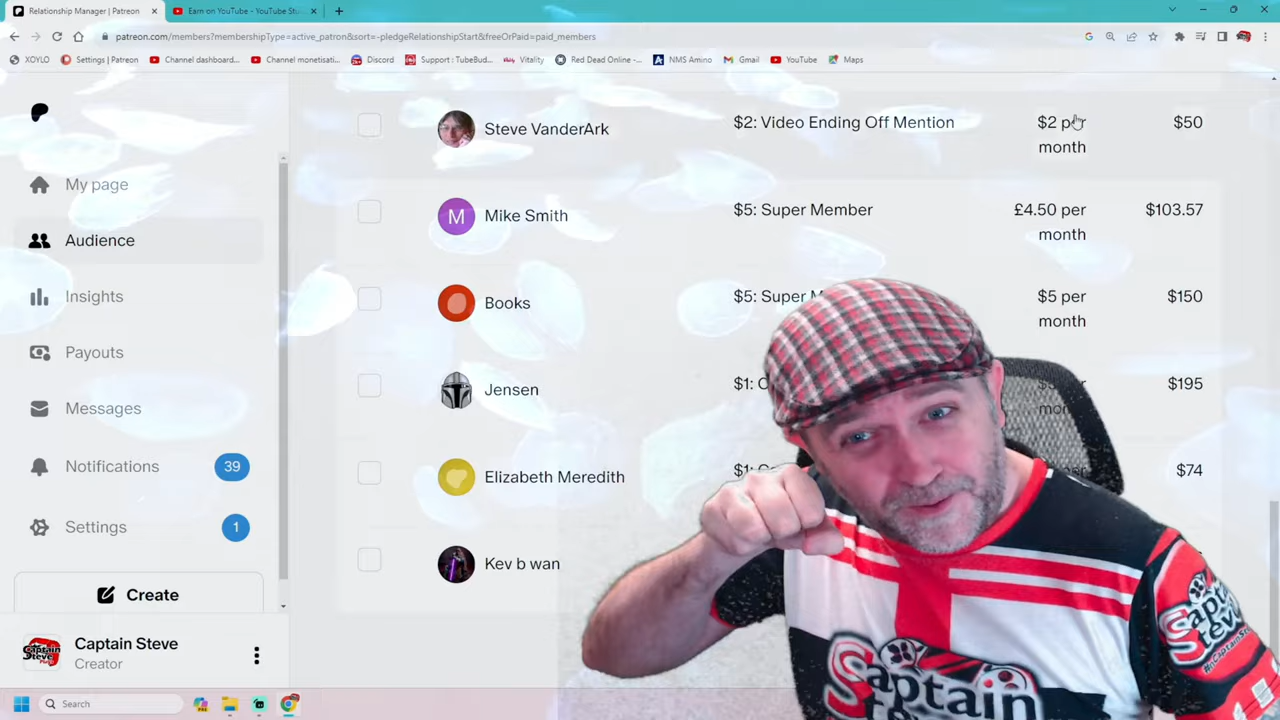 Relationship Manager | Patreon
Earn on YouTube - YouTube Stu
patreon.com/members?membershipType=active_patron&sort=-pledgeRelationshipStart&freeOrPaid=paid_members
XOYLO
Settings | Patreon
Channel dashboard...
Channel monetisati...
Discord
Support : TubeBud...
Vitality
Red Dead Online -...
NMS Amino
Gmail
YouTube
Maps
My page
Audience
Insights
Payouts
Messages
Notifications 39
Settings 1
Create
Captain Steve
Creator
Steve VanderArk $2: Video Ending Off Mention $2 per month $50
Mike Smith $5: Super Member £4.50 per month $103.57
Books $5: Super $5 per month $150
Jensen $1: $195
Elizabeth Meredith $1: $74
Kev b wan
Captain
Search